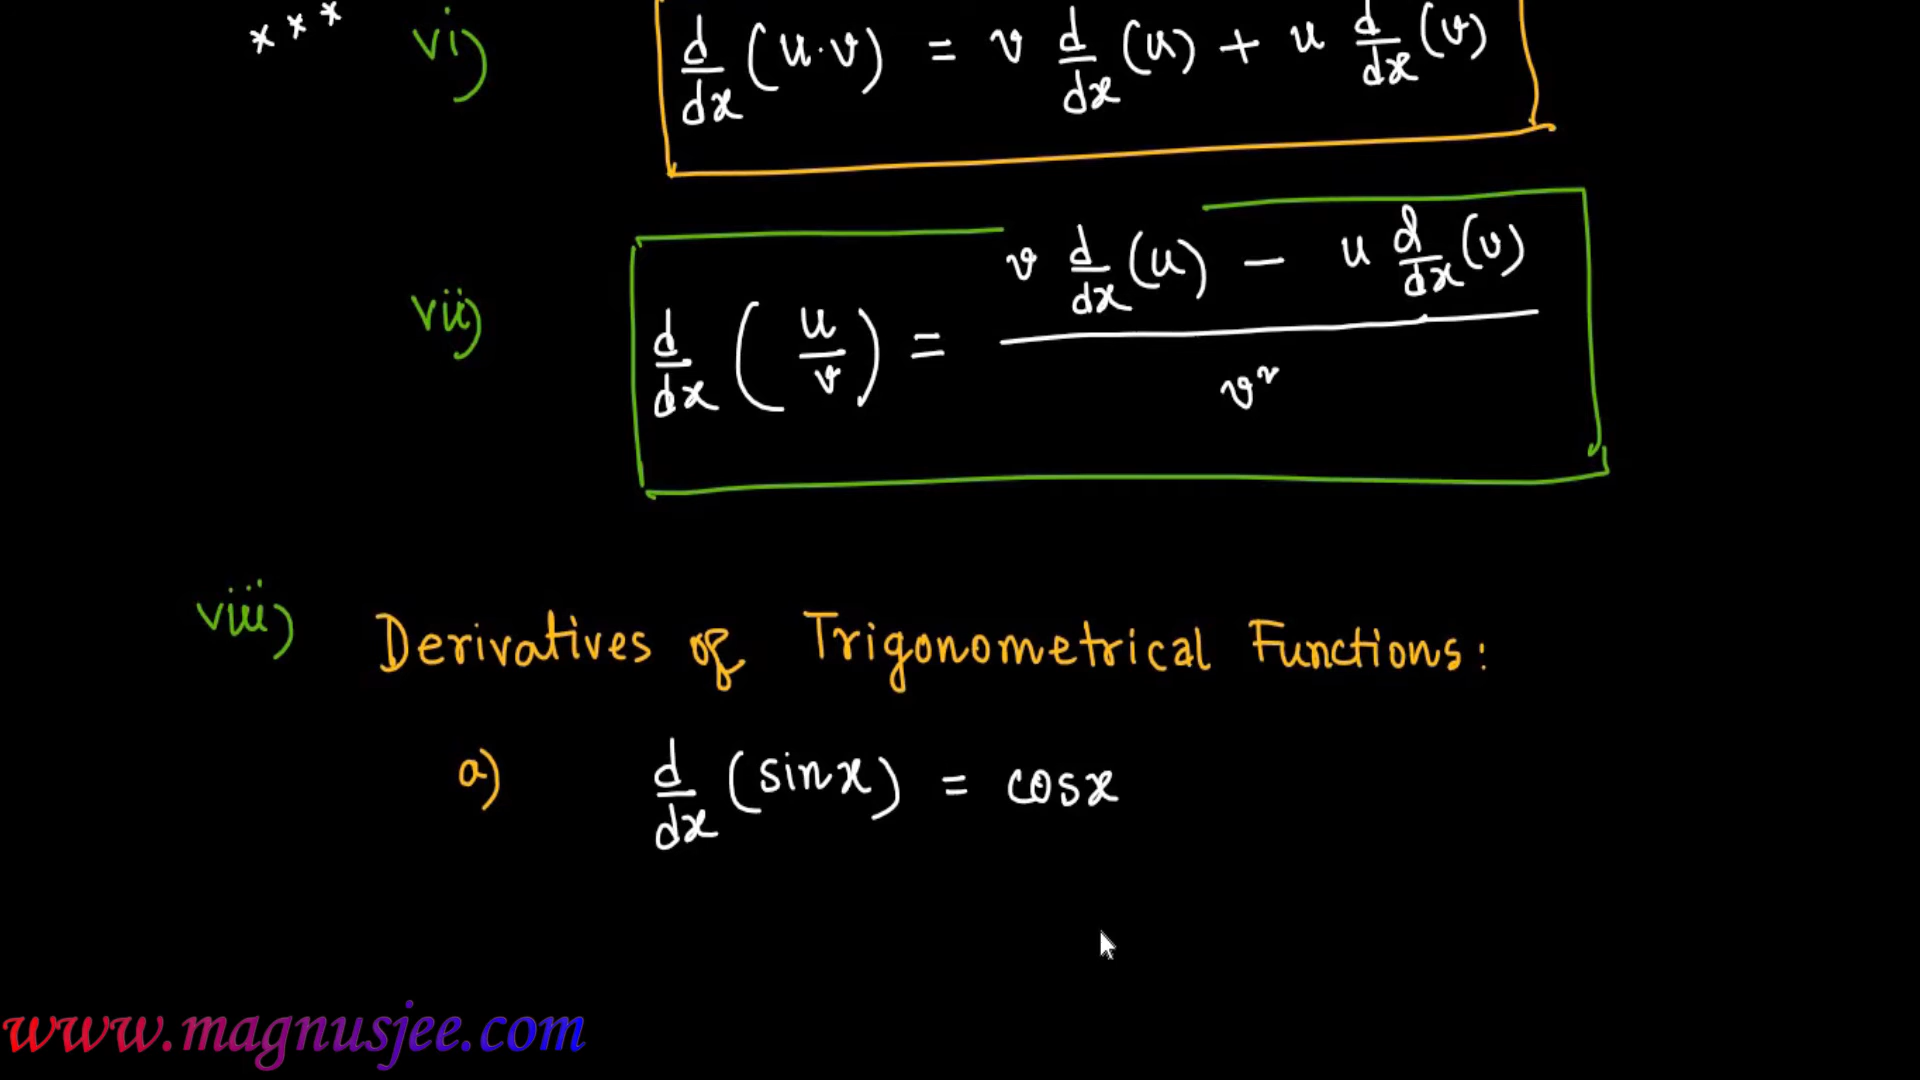 *** vi) d/dx (u·v) = v d/dx (u) + u d/dx (v)
vii) d/dx (u/v) = v d/dx (u) - u d/dx (v) / v²
viii) Derivatives of Trigonometrical Functions:
a) d/dx (sinx) = cosx
www.magnusjee.com